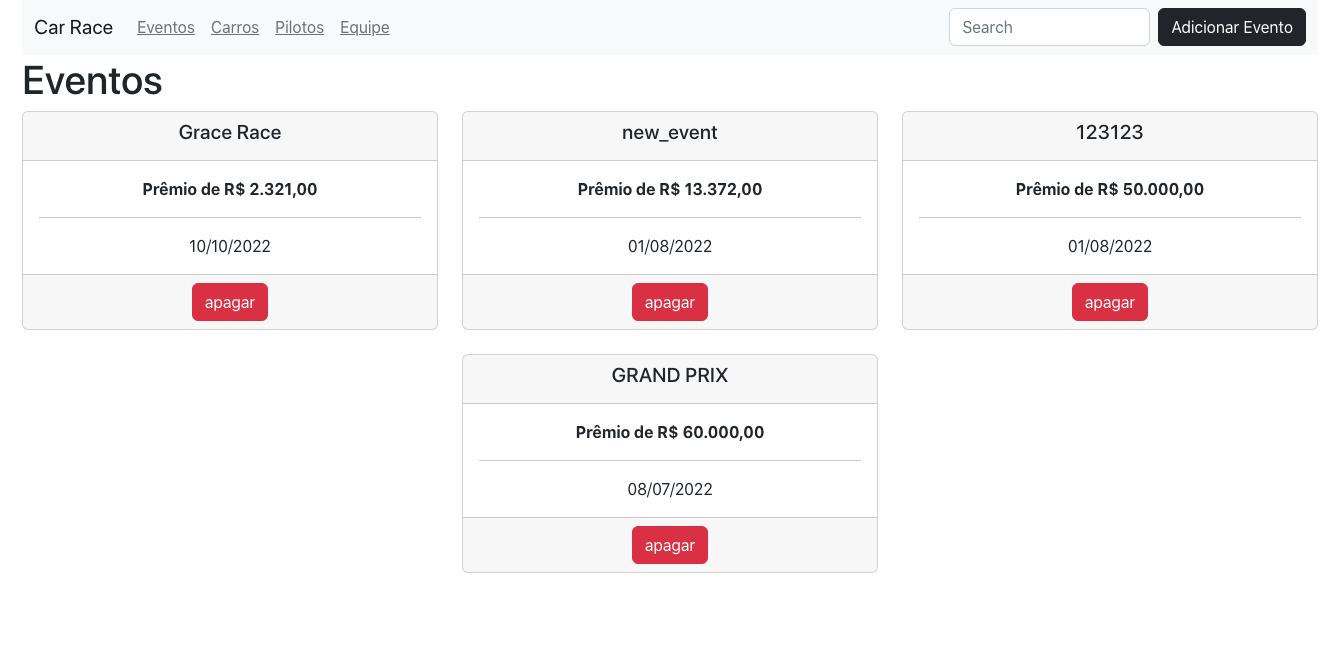 Car Race Eventos Carros Pilotos Equipe Search Adicionar Evento
Eventos
Grace Race
Prêmio de R$ 2.321,00
10/10/2022
apagar
new_event
Prêmio de R$ 13.372,00
01/08/2022
apagar
123123
Prêmio de R$ 50.000,00
01/08/2022
apagar
GRAND PRIX
Prêmio de R$ 60.000,00
08/07/2022
apagar